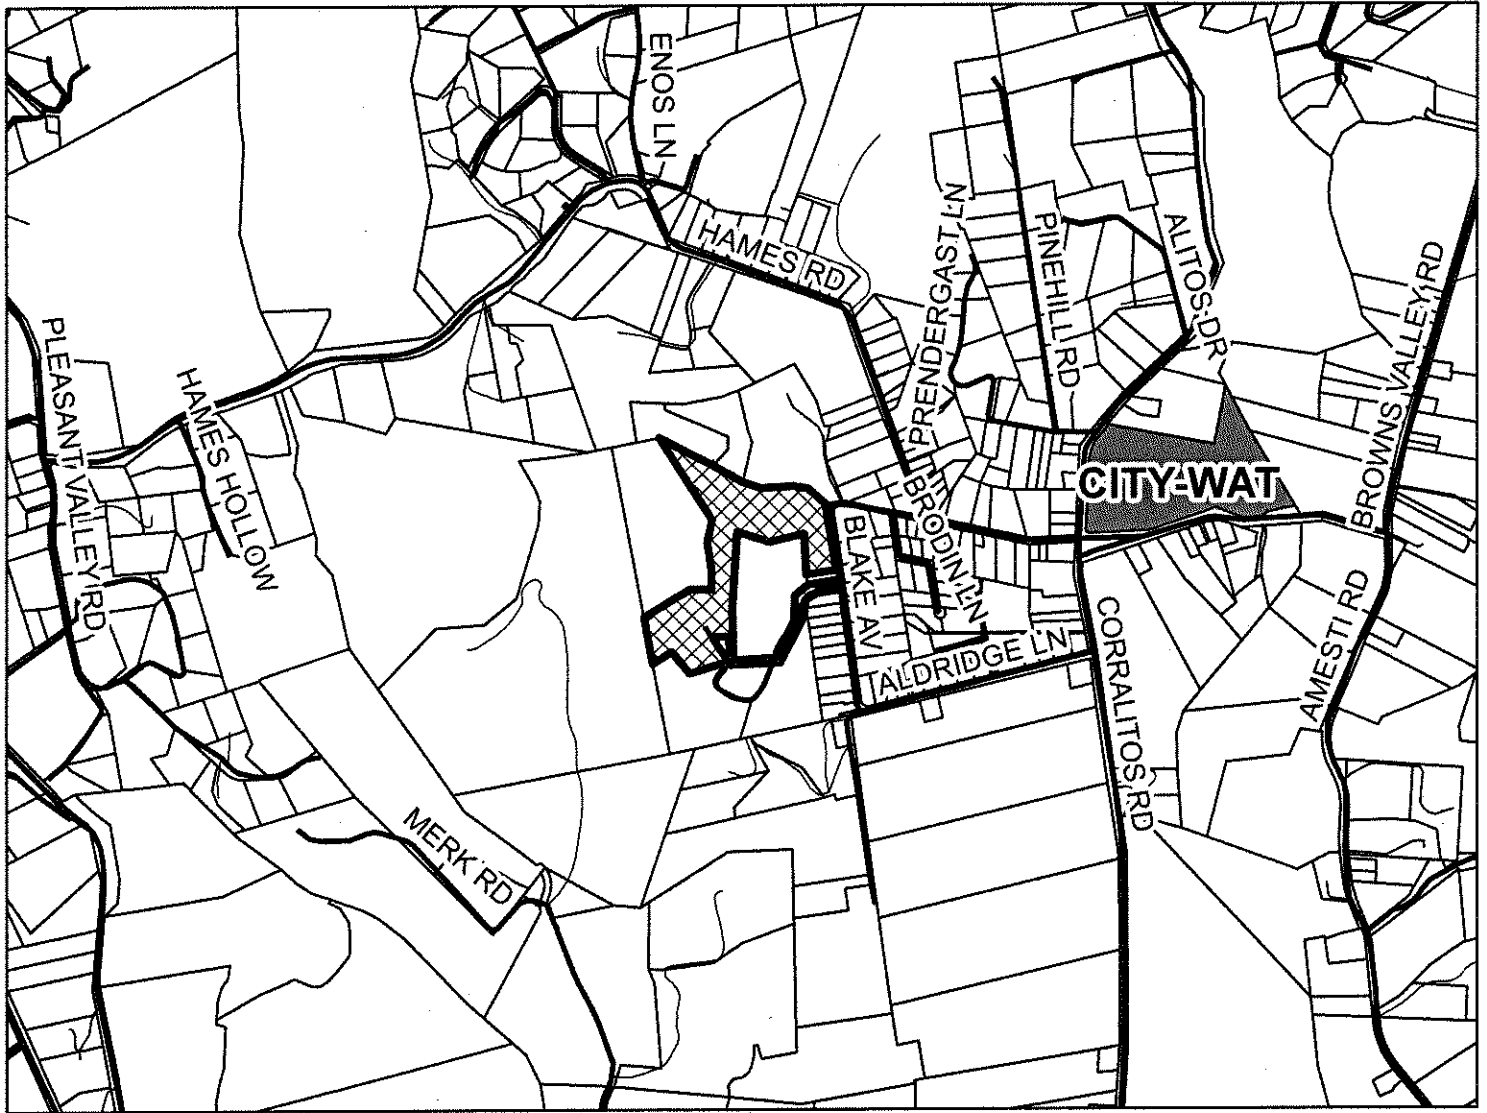 ENOS LN
HAMES RD
PRENDERGAST LN
PINEHILL RD
ALITOS DR
BROWNS VALLEY RD
PLEASANT VALLEY RD
HAMES HOLLOW
CITY-WAT
BLAKE AV
BRODIN LN
TALDRIDGE LN
CORRALITOS RD
AMESTI RD
MERK RD